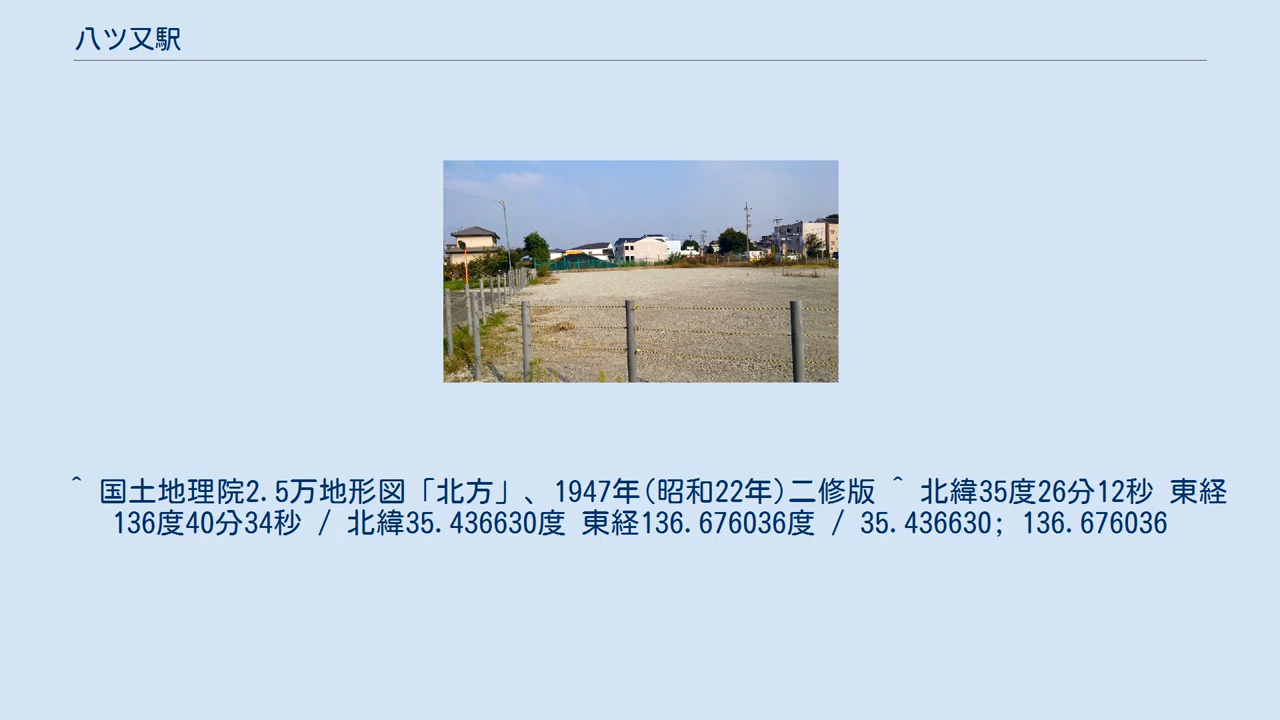 八ツ又駅
^ 国土地理院2.5万地形図「北方」、1947年(昭和22年)二修版 ^ 北緯35度26分12秒 東経
136度40分34秒 / 北緯35.436630度 東経136.676036度 / 35.436630; 136.676036